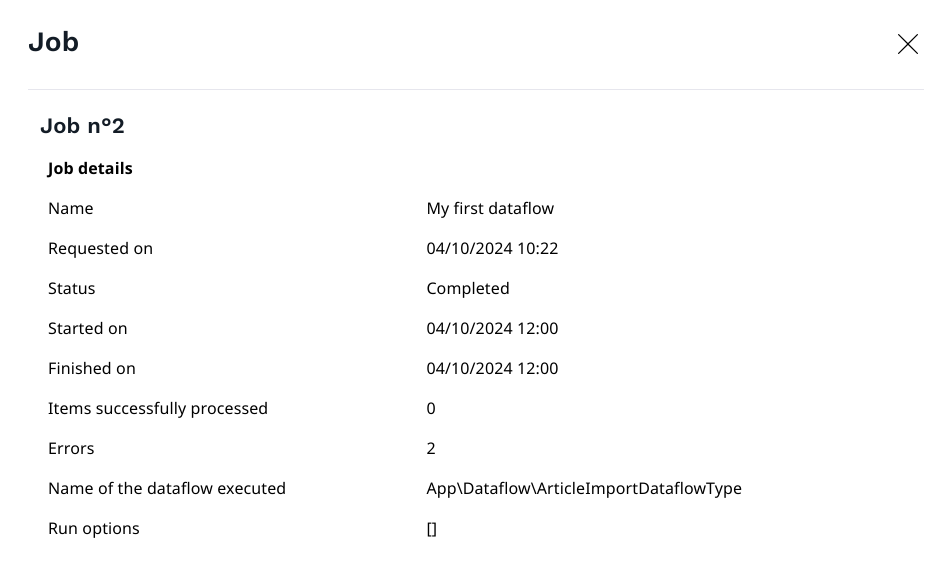 Job
Job n°2
Job details
Name My first dataflow
Requested on 04/10/2024 10:22
Status Completed
Started on 04/10/2024 12:00
Finished on 04/10/2024 12:00
Items successfully processed 0
Errors 2
Name of the dataflow executed App\Dataflow\ArticleImportDataflowType
Run options []